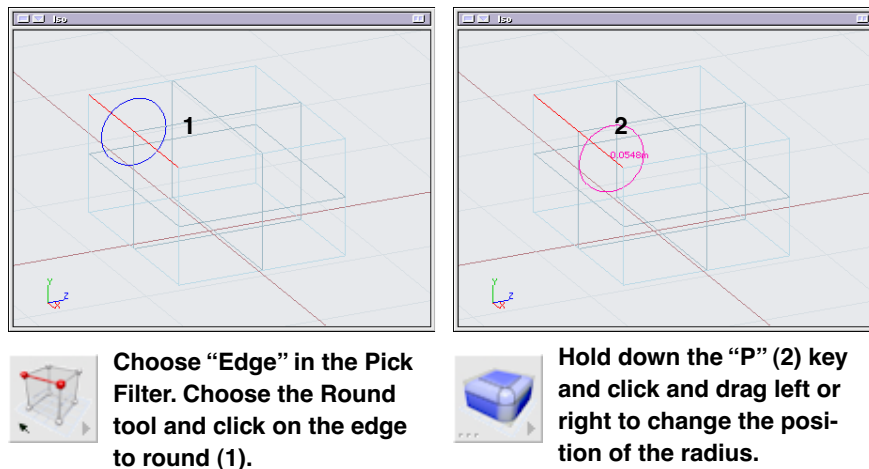 Iso
1
Y
Z
X
Choose “Edge” in the Pick
Filter. Choose the Round
tool and click on the edge
to round (1).
Iso
2
0.0548m
Y
Z
X
Hold down the “P” (2) key
and click and drag left or
right to change the posi-
tion of the radius.